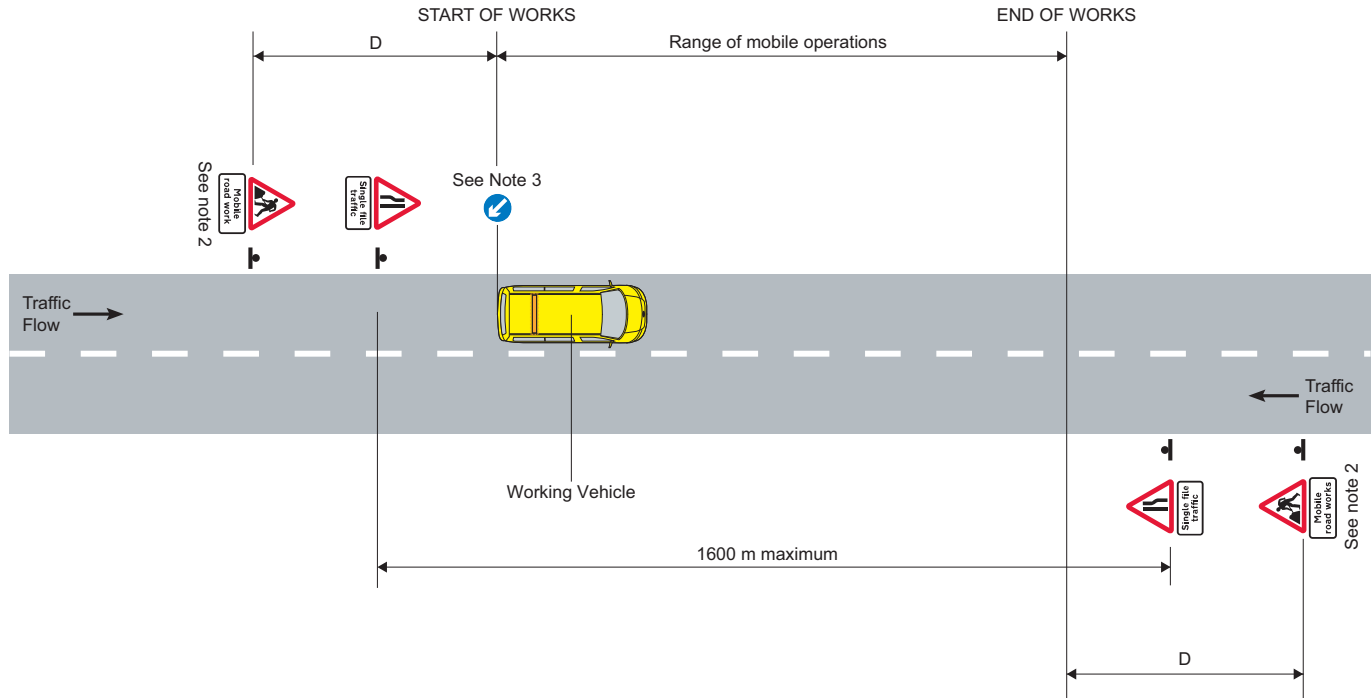 START OF WORKS
END OF WORKS
D
Range of mobile operations
See note 2
Mobile
road work
Single file
traffic
See Note 3
Traffic
Flow
Traffic
Flow
Working Vehicle
Single file
traffic
Mobile
road works
See note 2
1600 m maximum
D